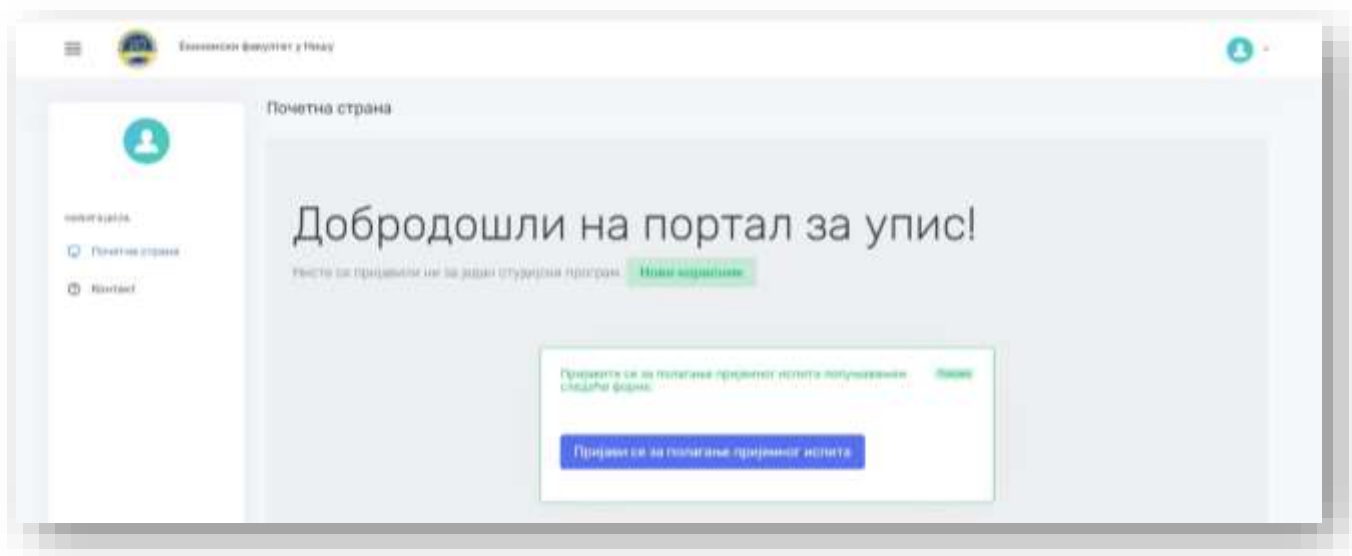 Економски факултет у Нишу
Почетна страна
НАВИГАЦИЈА
Почетна страна
Контакт
Добродошли на портал за упис!
Нисте се пријавили ни за један студијски програм. Нови корисник
Пријавите се за полагање пријемног испита попуњавањем
следеће форме.
Пријави се за полагање пријемног испита